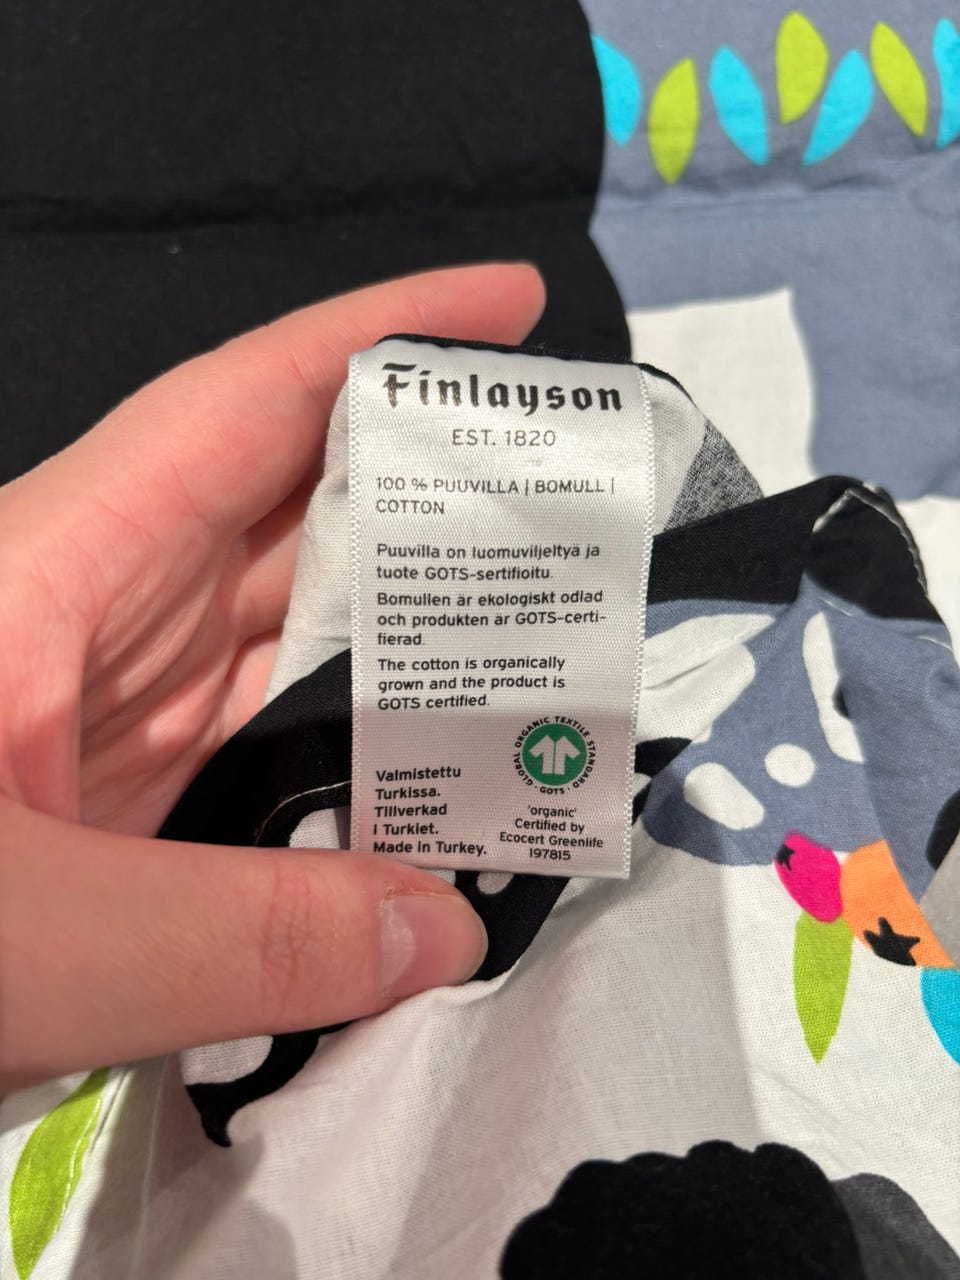 Finlayson
EST. 1820
100 % PUUVILLA | BOMULL |
COTTON
Puuvilla on luomuviljeltyä ja
tuote GOTS-sertifioitu.
Bomullen är ekologiskt odlad
och produkten är GOTS-certi-
fierad.
The cotton is organically
grown and the product is
GOTS certified.
GLOBAL ORGANIC TEXTILE STANDARD
· GOTS ·
Valmistettu
Turkissa.
Tillverkad
i Turkiet.
Made in Turkey.
'organic'
Certified by
Ecocert Greenlife
197815